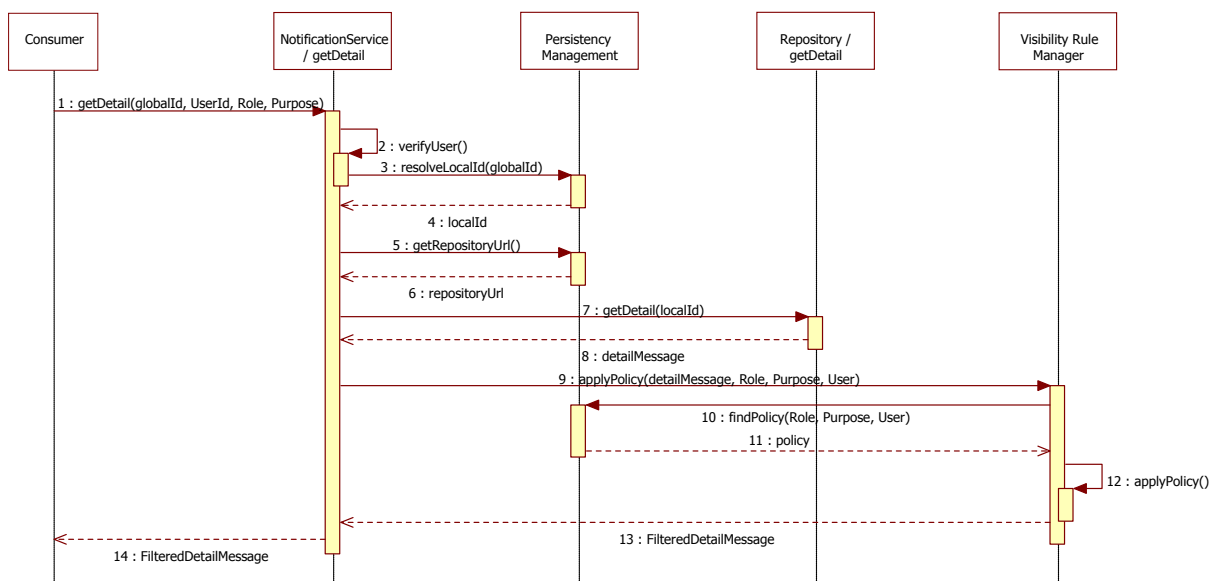 Consumer
NotificationService
/ getDetail
Persistency
Management
Repository /
getDetail
Visibility Rule
Manager
1 : getDetail(globalId, UserId, Role, Purpose)
2 : verifyUser()
3 : resolveLocalId(globalId)
4 : localId
5 : getRepositoryUrl()
6 : repositoryUrl
7 : getDetail(localId)
8 : detailMessage
9 : applyPolicy(detailMessage, Role, Purpose, User)
10 : findPolicy(Role, Purpose, User)
11 : policy
12 : applyPolicy()
13 : FilteredDetailMessage
14 : FilteredDetailMessage